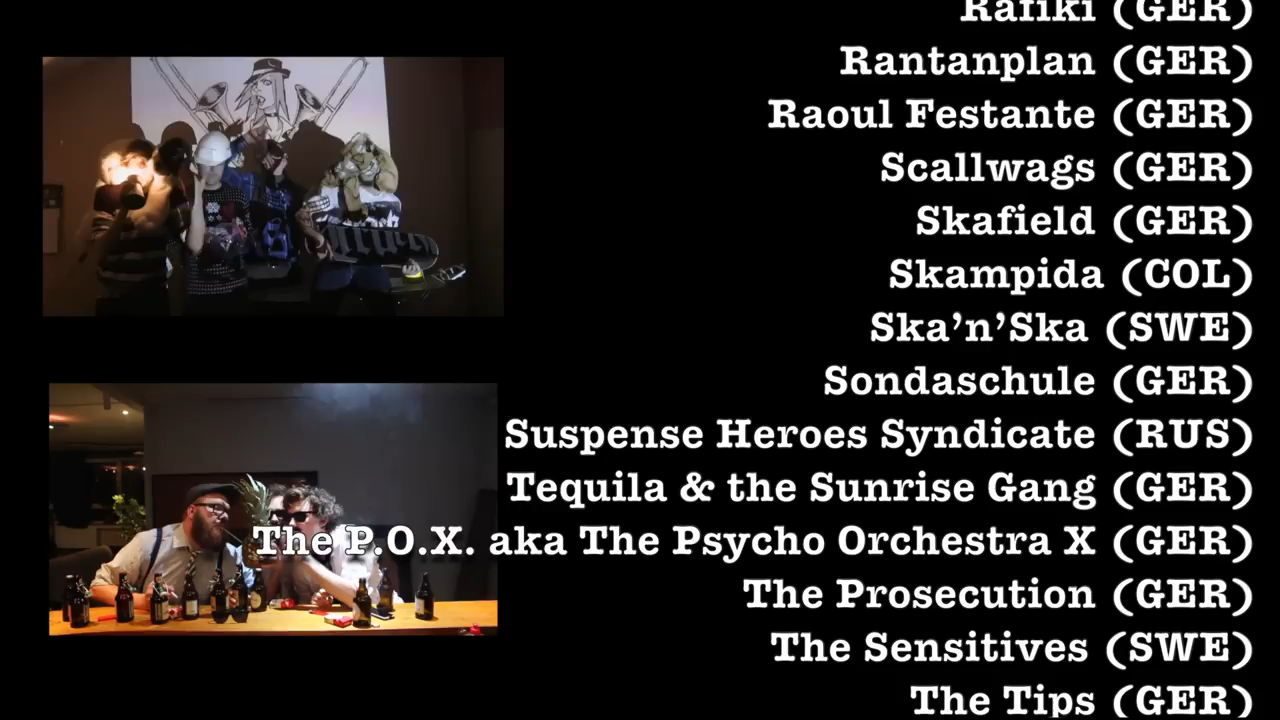 Rafiki (GER)
Rantanplan (GER)
Raoul Festante (GER)
Scallwags (GER)
Skafield (GER)
Skampida (COL)
Ska’n’Ska (SWE)
Sondaschule (GER)
Suspense Heroes Syndicate (RUS)
Tequila & the Sunrise Gang (GER)
The P.O.X. aka The Psycho Orchestra X (GER)
The Prosecution (GER)
The Sensitives (SWE)
The Tips (GER)